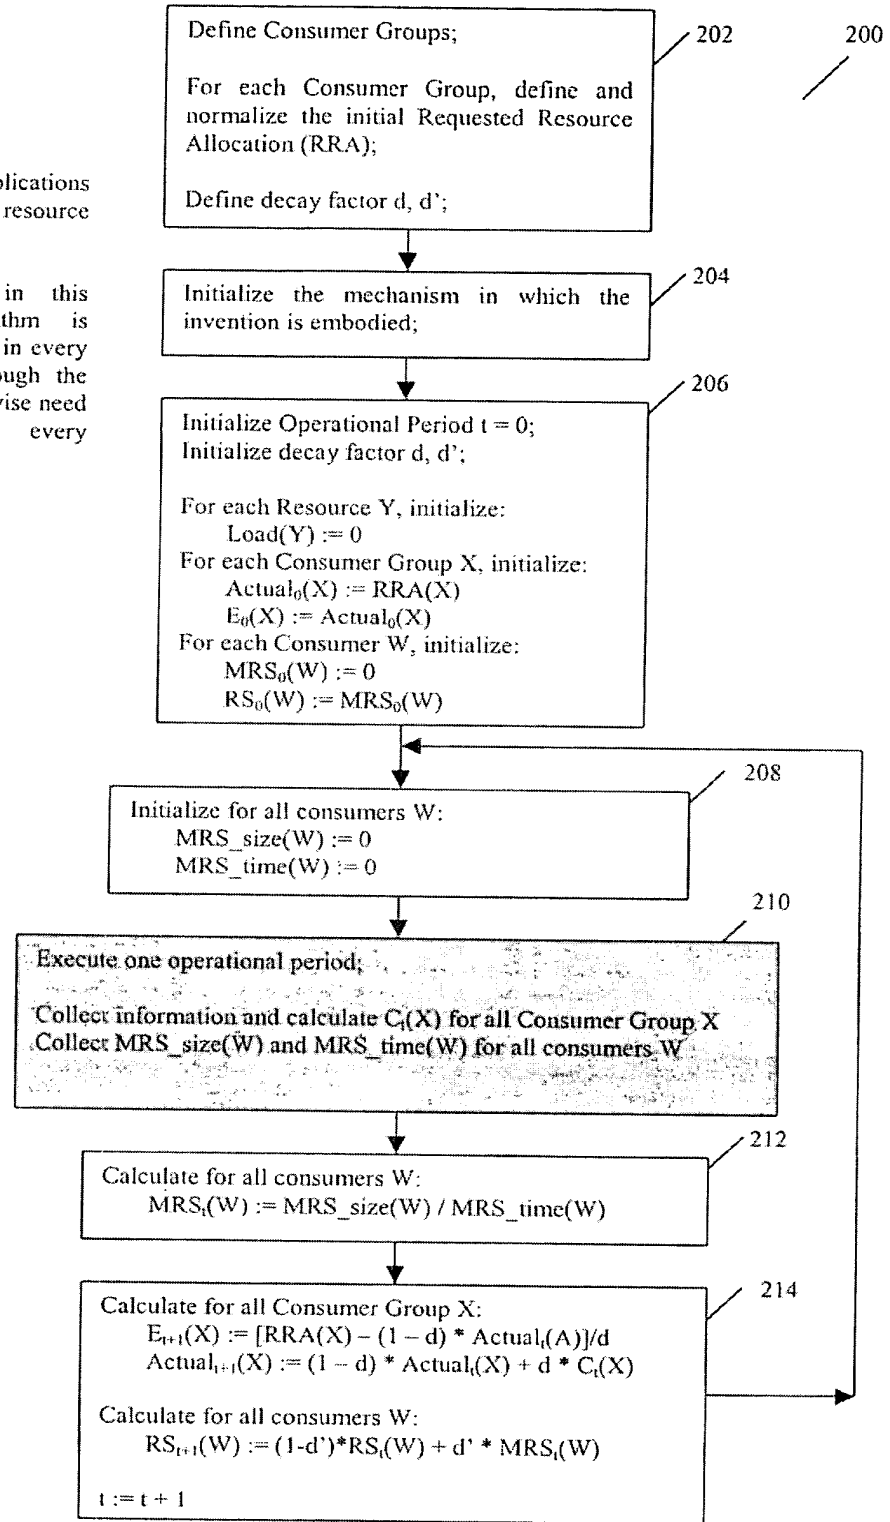 Define Consumer Groups;
202
200
For each Consumer Group, define and
normalize the initial Requested Resource
Allocation (RRA);
Define decay factor d, d’;
resource
in this
is
in every
the
need
every
204
Initialize the mechanism in which the
invention is embodied;
206
Initialize Operational Period t = 0;
Initialize decay factor d, d’;
For each Resource Y, initialize:
Load(Y) := 0
For each Consumer Group X, initialize:
Actual₀(X) := RRA(X)
E₀(X) := Actual₀(X)
For each Consumer W, initialize:
MRS₀(W) := 0
RS₀(W) := MRS₀(W)
208
Initialize for all consumers W:
MRS_size(W) := 0
MRS_time(W) := 0
210
Execute one operational period;
Collect information and calculate Cₜ(X) for all Consumer Group X
Collect MRS_size(W) and MRS_time(W) for all consumers W
212
Calculate for all consumers W:
MRSₜ(W) := MRS_size(W) / MRS_time(W)
214
Calculate for all Consumer Group X:
Eₜ₊₁(X) := [RRA(X) – (1 – d) * Actualₜ(A)]/d
Actualₜ₊₁(X) := (1 – d) * Actualₜ(X) + d * Cₜ(X)
Calculate for all consumers W:
RSₜ₊₁(W) := (1-d’)*RSₜ(W) + d’ * MRSₜ(W)
t := t + 1